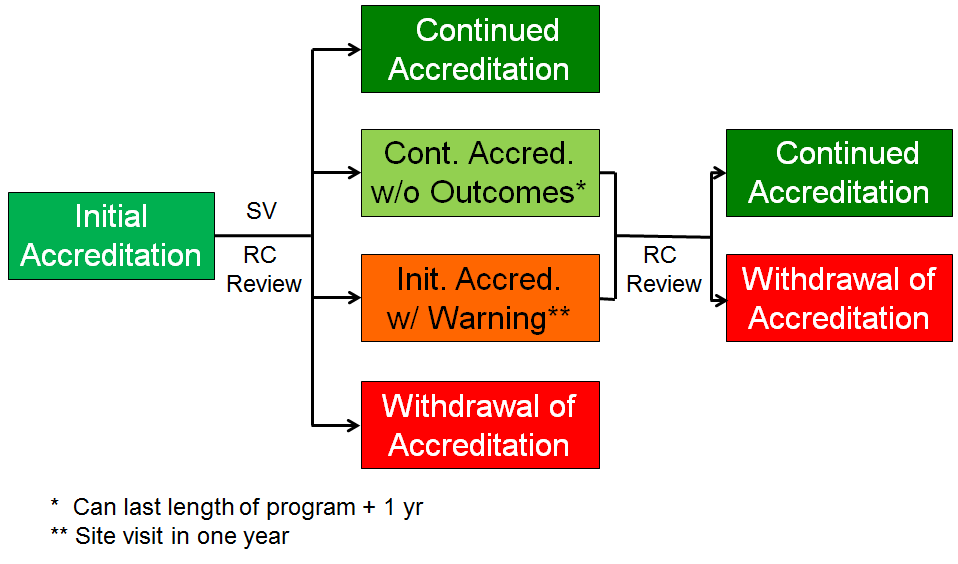 Continued
Accreditation
Cont. Accred.
w/o Outcomes*
Continued
Accreditation
Initial
Accreditation
SV
RC
Review
RC
Review
Init. Accred.
w/ Warning**
Withdrawal of
Accreditation
Withdrawal of
Accreditation
* Can last length of program + 1 yr
** Site visit in one year